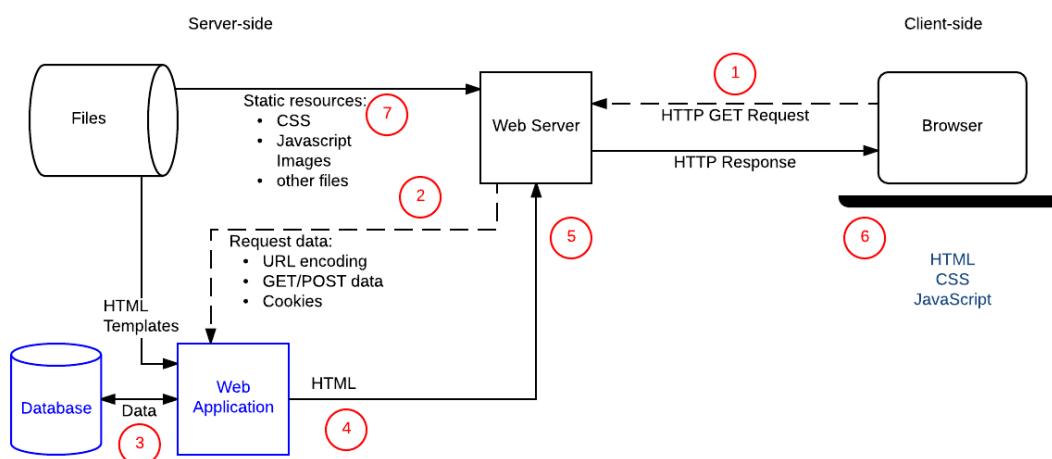 Server-side
Client-side
Files
Static resources:
• CSS
• Javascript
Images
• other files
7
Web Server
1
HTTP GET Request
HTTP Response
Browser
2
5
6
Request data:
• URL encoding
• GET/POST data
• Cookies
HTML
CSS
JavaScript
HTML
Templates
Database
Data
3
Web
Application
HTML
4